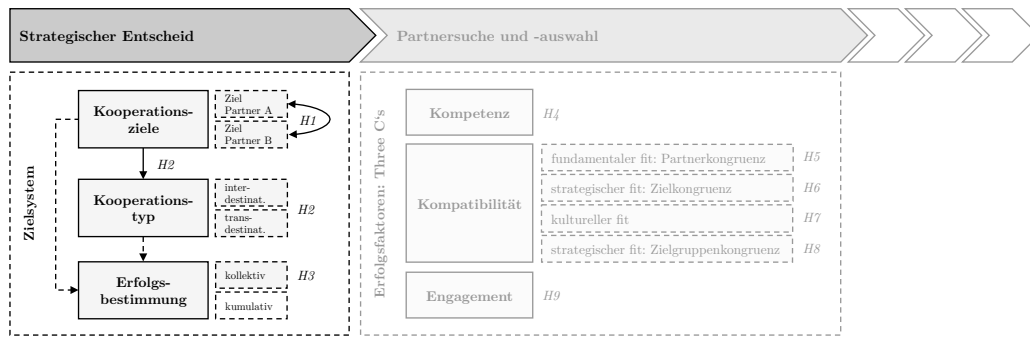 Strategischer Entscheid
Partnersuche und -auswahl
Zielsystem
Kooperations-
ziele
Ziel
Partner A
Ziel
Partner B
H1
H2
Kooperations-
typ
inter-
destinat.
trans-
destinat.
H2
Erfolgs-
bestimmung
kollektiv
kumulativ
H3
Erfolgsfaktoren: Three C‘s
Kompetenz
H4
Kompatibilität
fundamentaler fit: Partnerkongruenz
H5
strategischer fit: Zielkongruenz
H6
kultureller fit
H7
strategischer fit: Zielgruppenkongruenz
H8
Engagement
H9